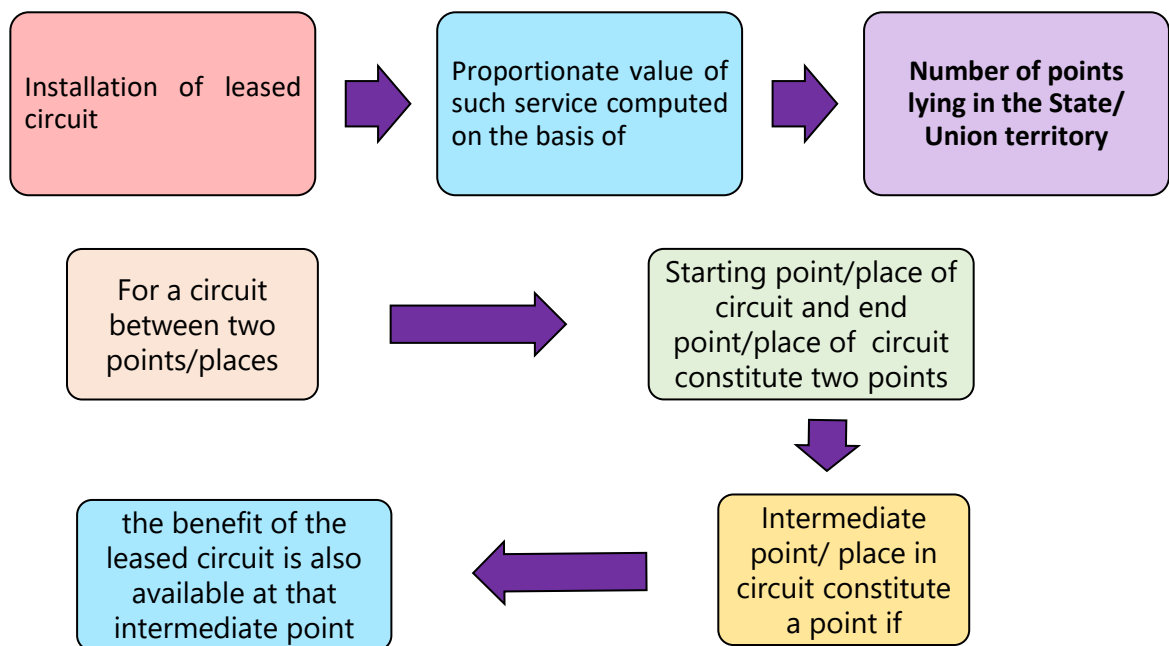 Installation of leased
circuit
Proportionate value of
such service computed
on the basis of
Number of points
lying in the State/
Union territory
For a circuit
between two
points/places
Starting point/place of
circuit and end
point/place of circuit
constitute two points
Intermediate
point/ place in
circuit constitute
a point if
the benefit of the
leased circuit is also
available at that
intermediate point